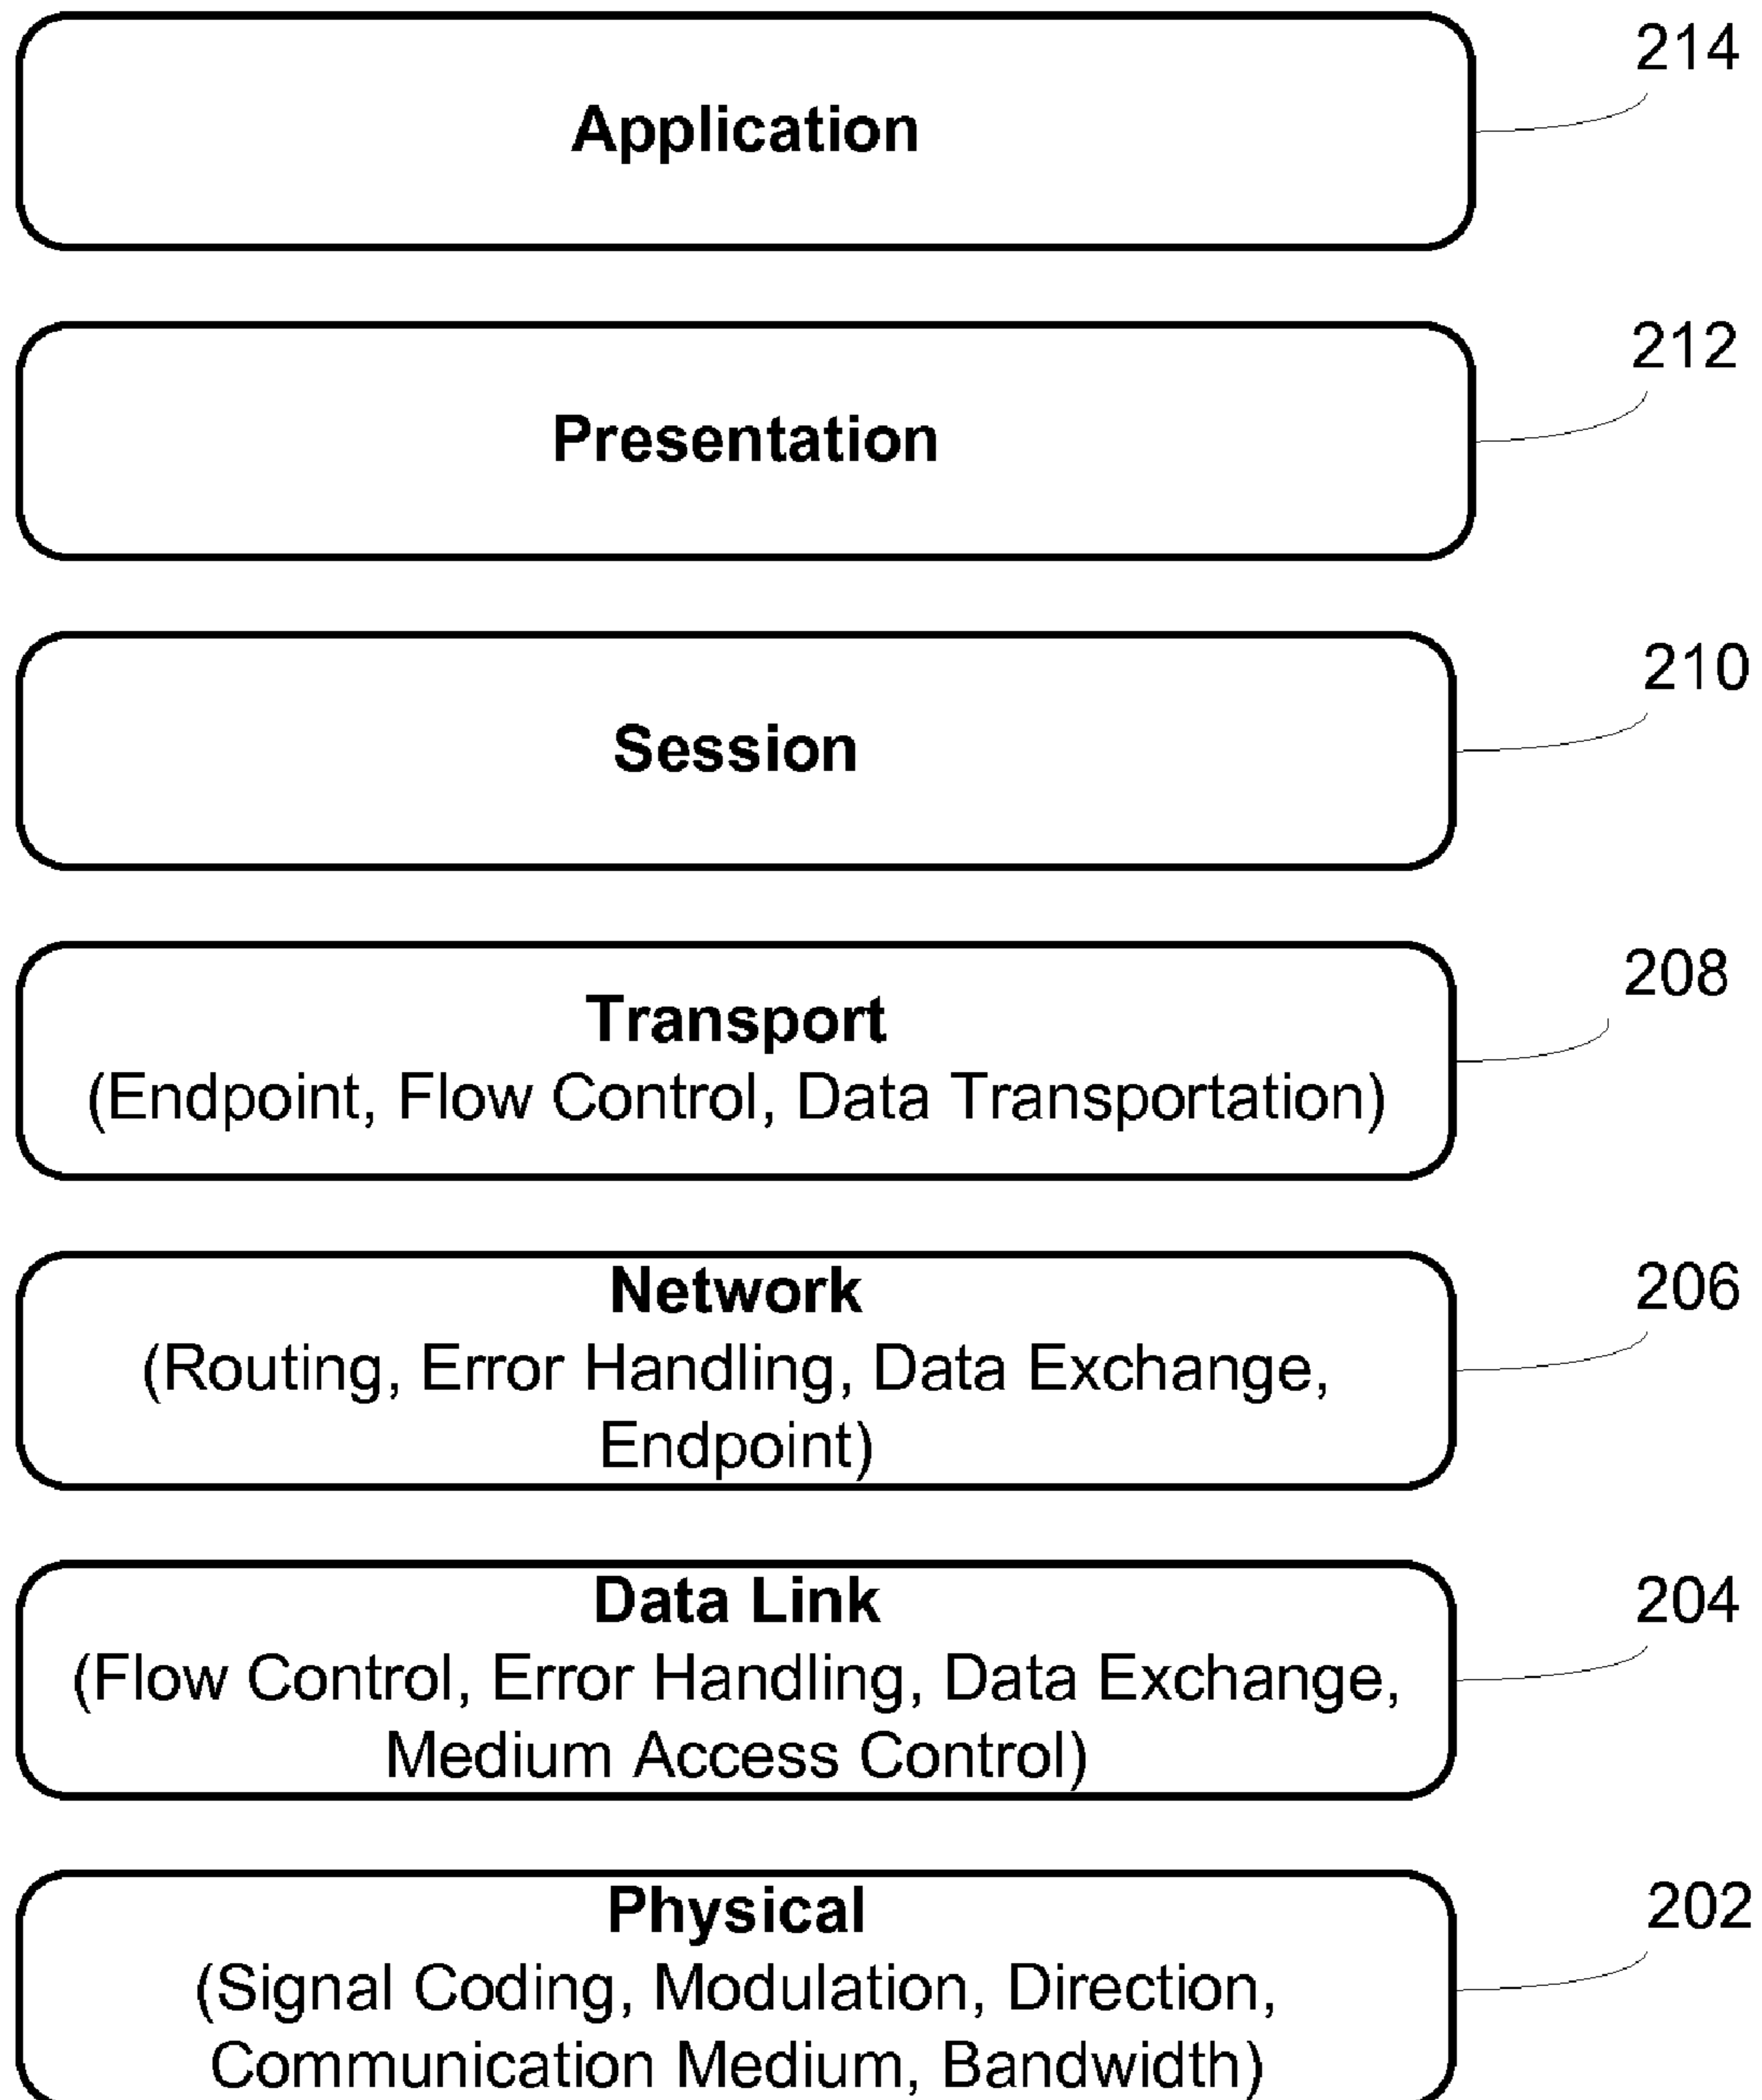 214
Application
212
Presentation
210
Session
208
Transport
(Endpoint, Flow Control, Data Transportation)
206
Network
(Routing, Error Handling, Data Exchange,
Endpoint)
204
Data Link
(Flow Control, Error Handling, Data Exchange,
Medium Access Control)
202
Physical
(Signal Coding, Modulation, Direction,
Communication Medium, Bandwidth)